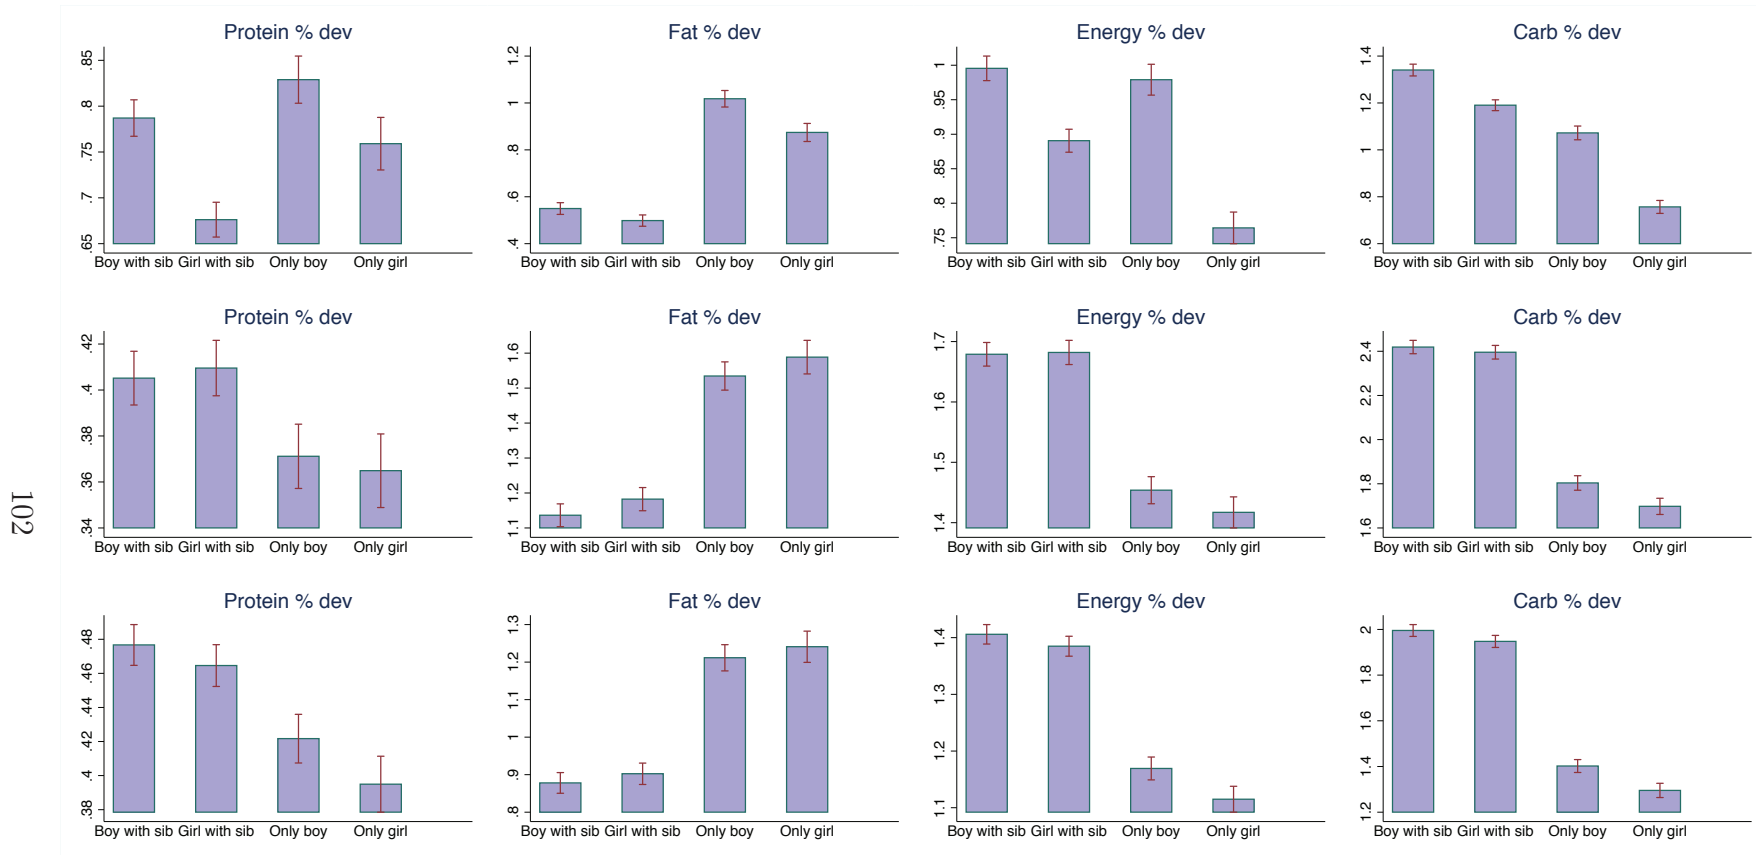 Protein % dev
.65 .7 .75 .8 .85
Boy with sib Girl with sib Only boy Only girl
Fat % dev
.4 .6 .8 1 1.2
Boy with sib Girl with sib Only boy Only girl
Energy % dev
.75 .8 .85 .9 .95 1
Boy with sib Girl with sib Only boy Only girl
Carb % dev
.6 .8 1 1.2 1.4
Boy with sib Girl with sib Only boy Only girl
Protein % dev
.34 .36 .38 .4 .42
Boy with sib Girl with sib Only boy Only girl
Fat % dev
1.1 1.2 1.3 1.4 1.5 1.6
Boy with sib Girl with sib Only boy Only girl
Energy % dev
1.4 1.5 1.6 1.7
Boy with sib Girl with sib Only boy Only girl
Carb % dev
1.6 1.8 2 2.2 2.4
Boy with sib Girl with sib Only boy Only girl
Protein % dev
.38 .4 .42 .44 .46 .48
Boy with sib Girl with sib Only boy Only girl
Fat % dev
.8 .9 1 1.1 1.2 1.3
Boy with sib Girl with sib Only boy Only girl
Energy % dev
1.1 1.2 1.3 1.4
Boy with sib Girl with sib Only boy Only girl
Carb % dev
1.2 1.4 1.6 1.8 2
Boy with sib Girl with sib Only boy Only girl
102